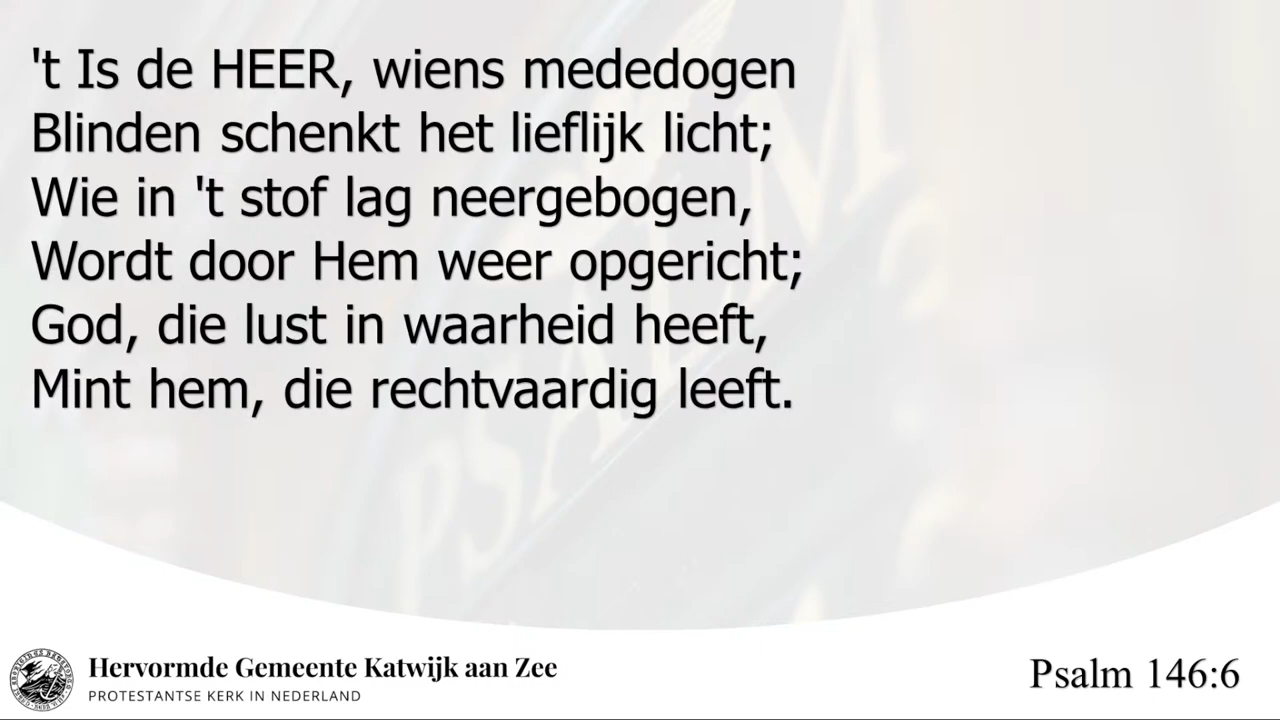 't Is de HEER, wiens mededogen
Blinden schenkt het lieflijk licht;
Wie in 't stof lag neergebogen,
Wordt door Hem weer opgericht;
God, die lust in waarheid heeft,
Mint hem, die rechtvaardig leeft.
Hervormde Gemeente Katwijk aan Zee
PROTESTANTSE KERK IN NEDERLAND
Psalm 146:6